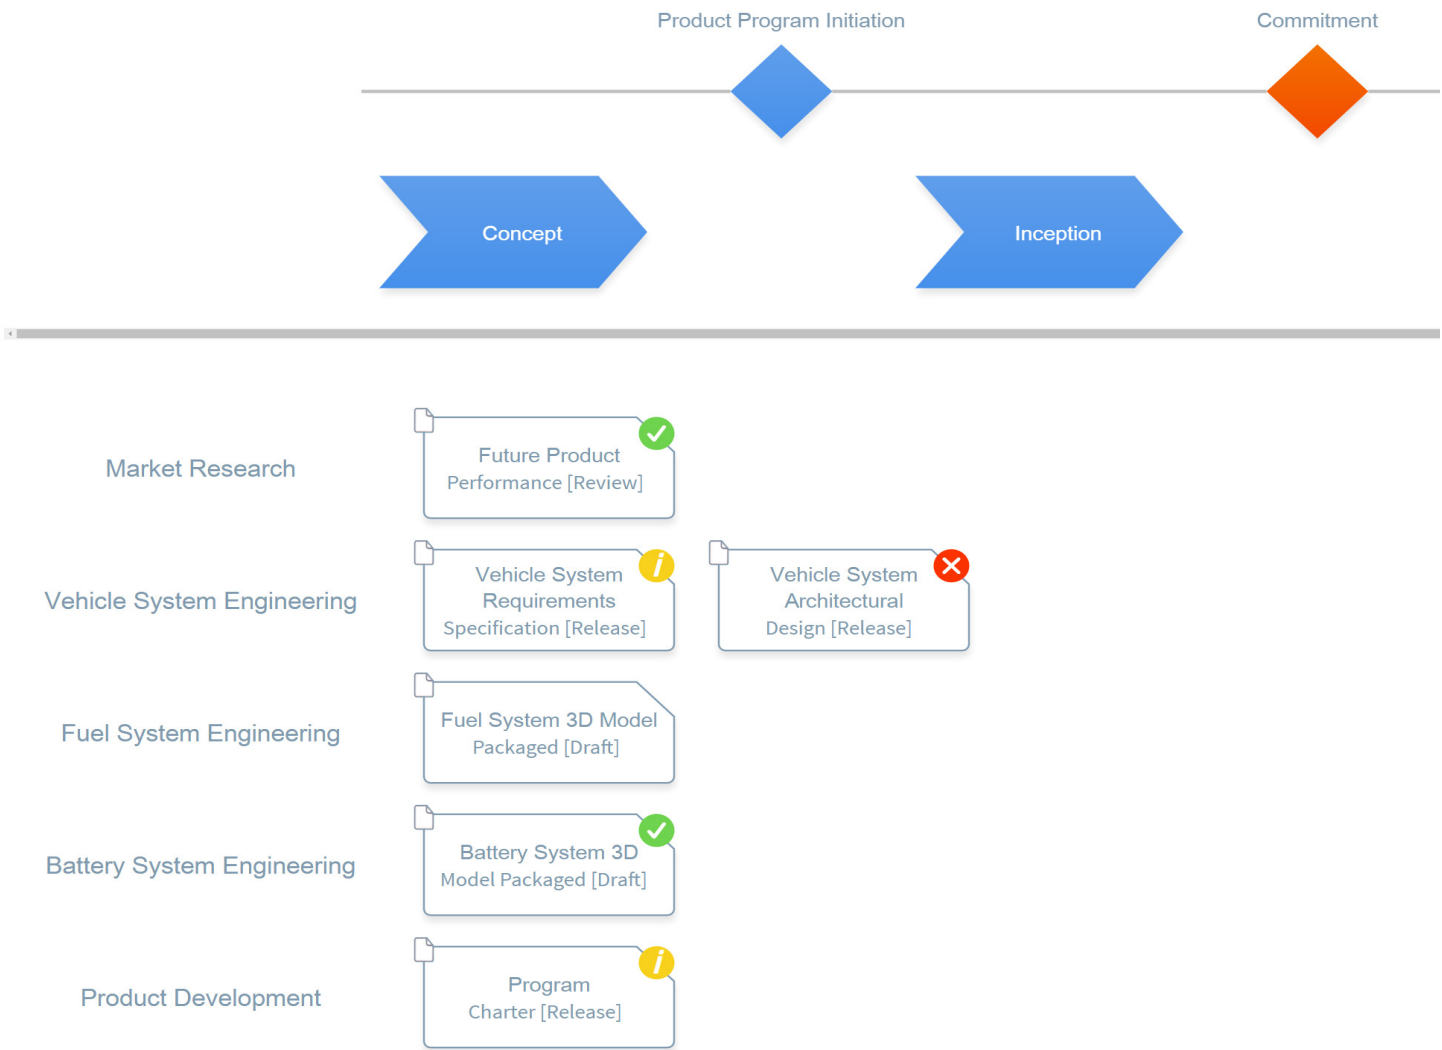 Product Program Initiation
Commitment
Concept
Inception
Market Research
Future Product
Performance [Review]
Vehicle System Engineering
Vehicle System
Requirements
Specification [Release]
Vehicle System
Architectural
Design [Release]
Fuel System Engineering
Fuel System 3D Model
Packaged [Draft]
Battery System Engineering
Battery System 3D
Model Packaged [Draft]
Product Development
Program
Charter [Release]